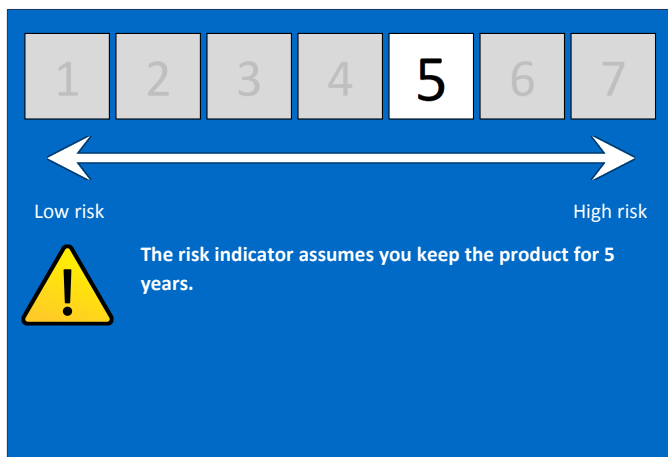 1 2 3 4 5 6 7
Low risk High risk
The risk indicator assumes you keep the product for 5
years.